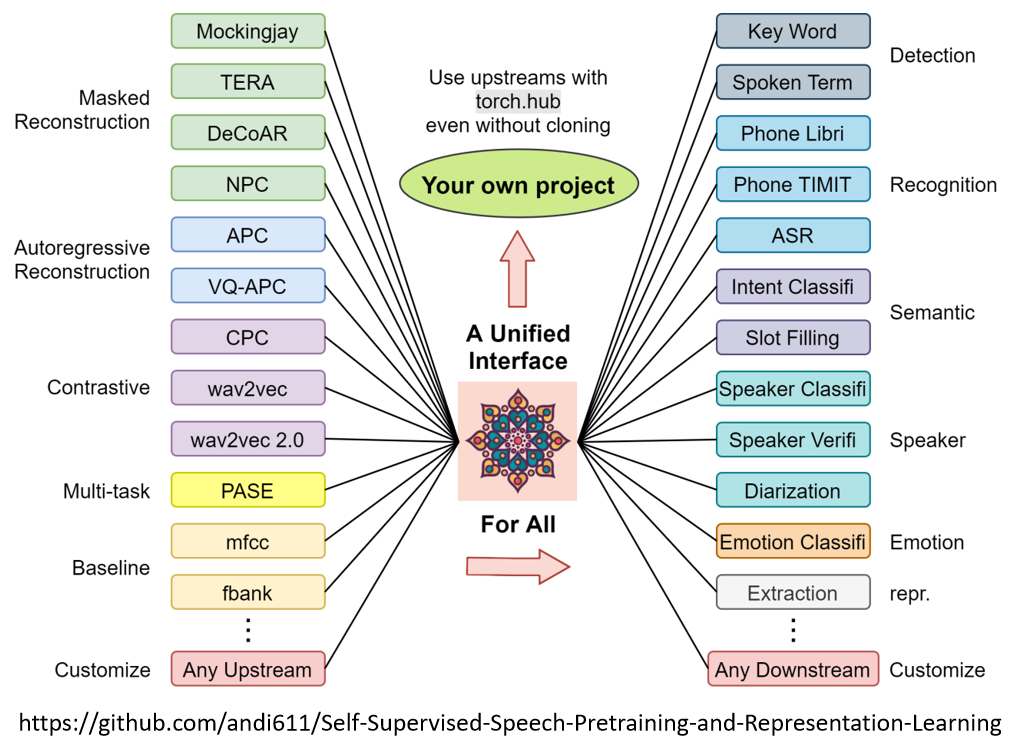 Mockingjay
TERA
Masked
Reconstruction
DeCoAR
NPC
APC
Autoregressive
Reconstruction
VQ-APC
CPC
Contrastive
wav2vec
wav2vec 2.0
Multi-task
PASE
mfcc
Baseline
fbank
Customize
Any Upstream
Use upstreams with
torch.hub
even without cloning
Your own project
A Unified
Interface
For All
Key Word
Detection
Spoken Term
Phone Libri
Phone TIMIT
Recognition
ASR
Intent Classifi
Semantic
Slot Filling
Speaker Classifi
Speaker Verifi
Speaker
Diarization
Emotion Classifi
Emotion
Extraction
repr.
Any Downstream
Customize
https://github.com/andi611/Self-Supervised-Speech-Pretraining-and-Representation-Learning